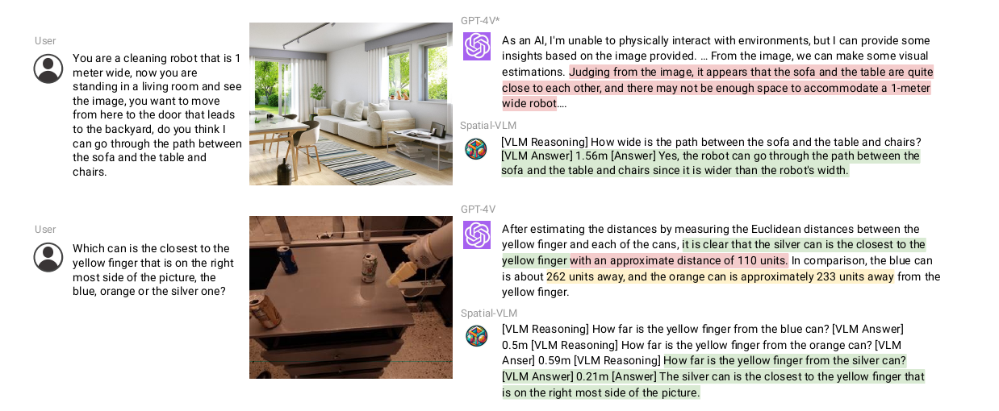 GPT-4V*
User
You are a cleaning robot that is 1
meter wide, now you are
standing in a living room and see
the image, you want to move
from here to the door that leads
to the backyard, do you think I
can go through the path between
the sofa and the table and
chairs.
As an AI, I'm unable to physically interact with environments, but I can provide some
insights based on the image provided. ... From the image, we can make some visual
estimations. Judging from the image, it appears that the sofa and the table are quite
close to each other, and there may not be enough space to accommodate a 1-meter
wide robot....
Spatial-VLM
[VLM Reasoning] How wide is the path between the sofa and the table and chairs?
[VLM Answer] 1.56m [Answer] Yes, the robot can go through the path between the
sofa and the table and chairs since it is wider than the robot's width.
User
Which can is the closest to the
yellow finger that is on the right
most side of the picture, the
blue, orange or the silver one?
GPT-4V
After estimating the distances by measuring the Euclidean distances between the
yellow finger and each of the cans, it is clear that the silver can is the closest to the
yellow finger with an approximate distance of 110 units. In comparison, the blue can
is about 262 units away, and the orange can is approximately 233 units away from the
yellow finger.
Spatial-VLM
[VLM Reasoning] How far is the yellow finger from the blue can? [VLM Answer]
0.5m [VLM Reasoning] How far is the yellow finger from the orange can? [VLM
Anser] 0.59m [VLM Reasoning] How far is the yellow finger from the silver can?
[VLM Answer] 0.21m [Answer] The silver can is the closest to the yellow finger that
is on the right most side of the picture.